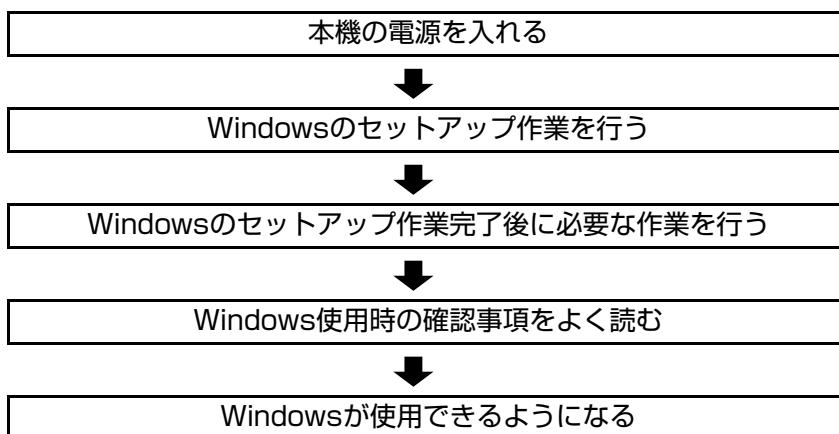 本機の電源を入れる
Windowsのセットアップ作業を行う
Windowsのセットアップ作業完了後に必要な作業を行う
Windows使用時の確認事項をよく読む
Windowsが使用できるようになる